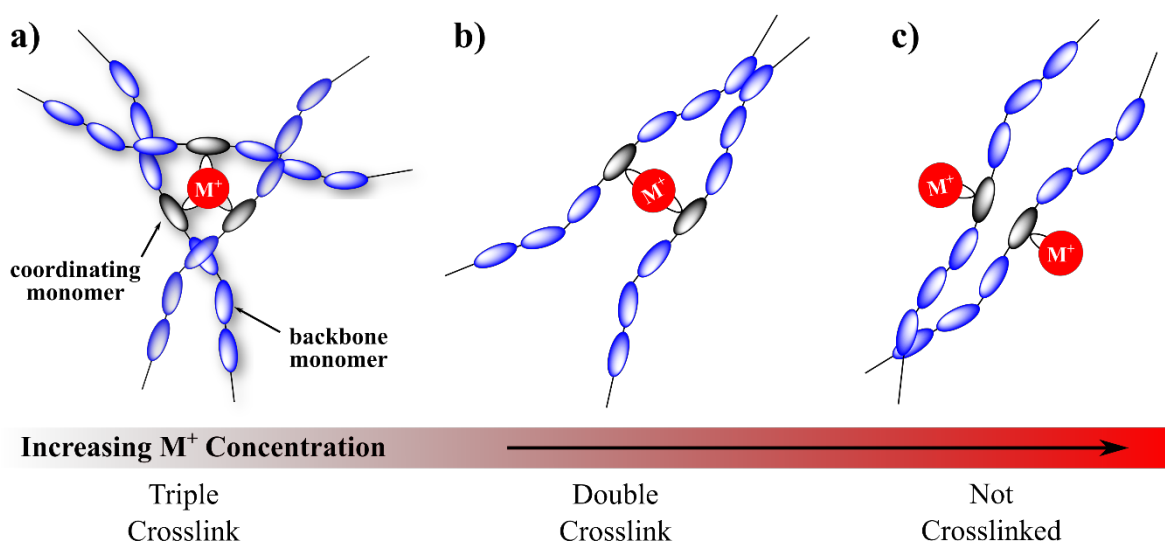 a)
M⁺
coordinating
monomer
backbone
monomer
b)
M⁺
c)
M⁺
M⁺
Increasing M⁺ Concentration
Triple
Crosslink
Double
Crosslink
Not
Crosslinked